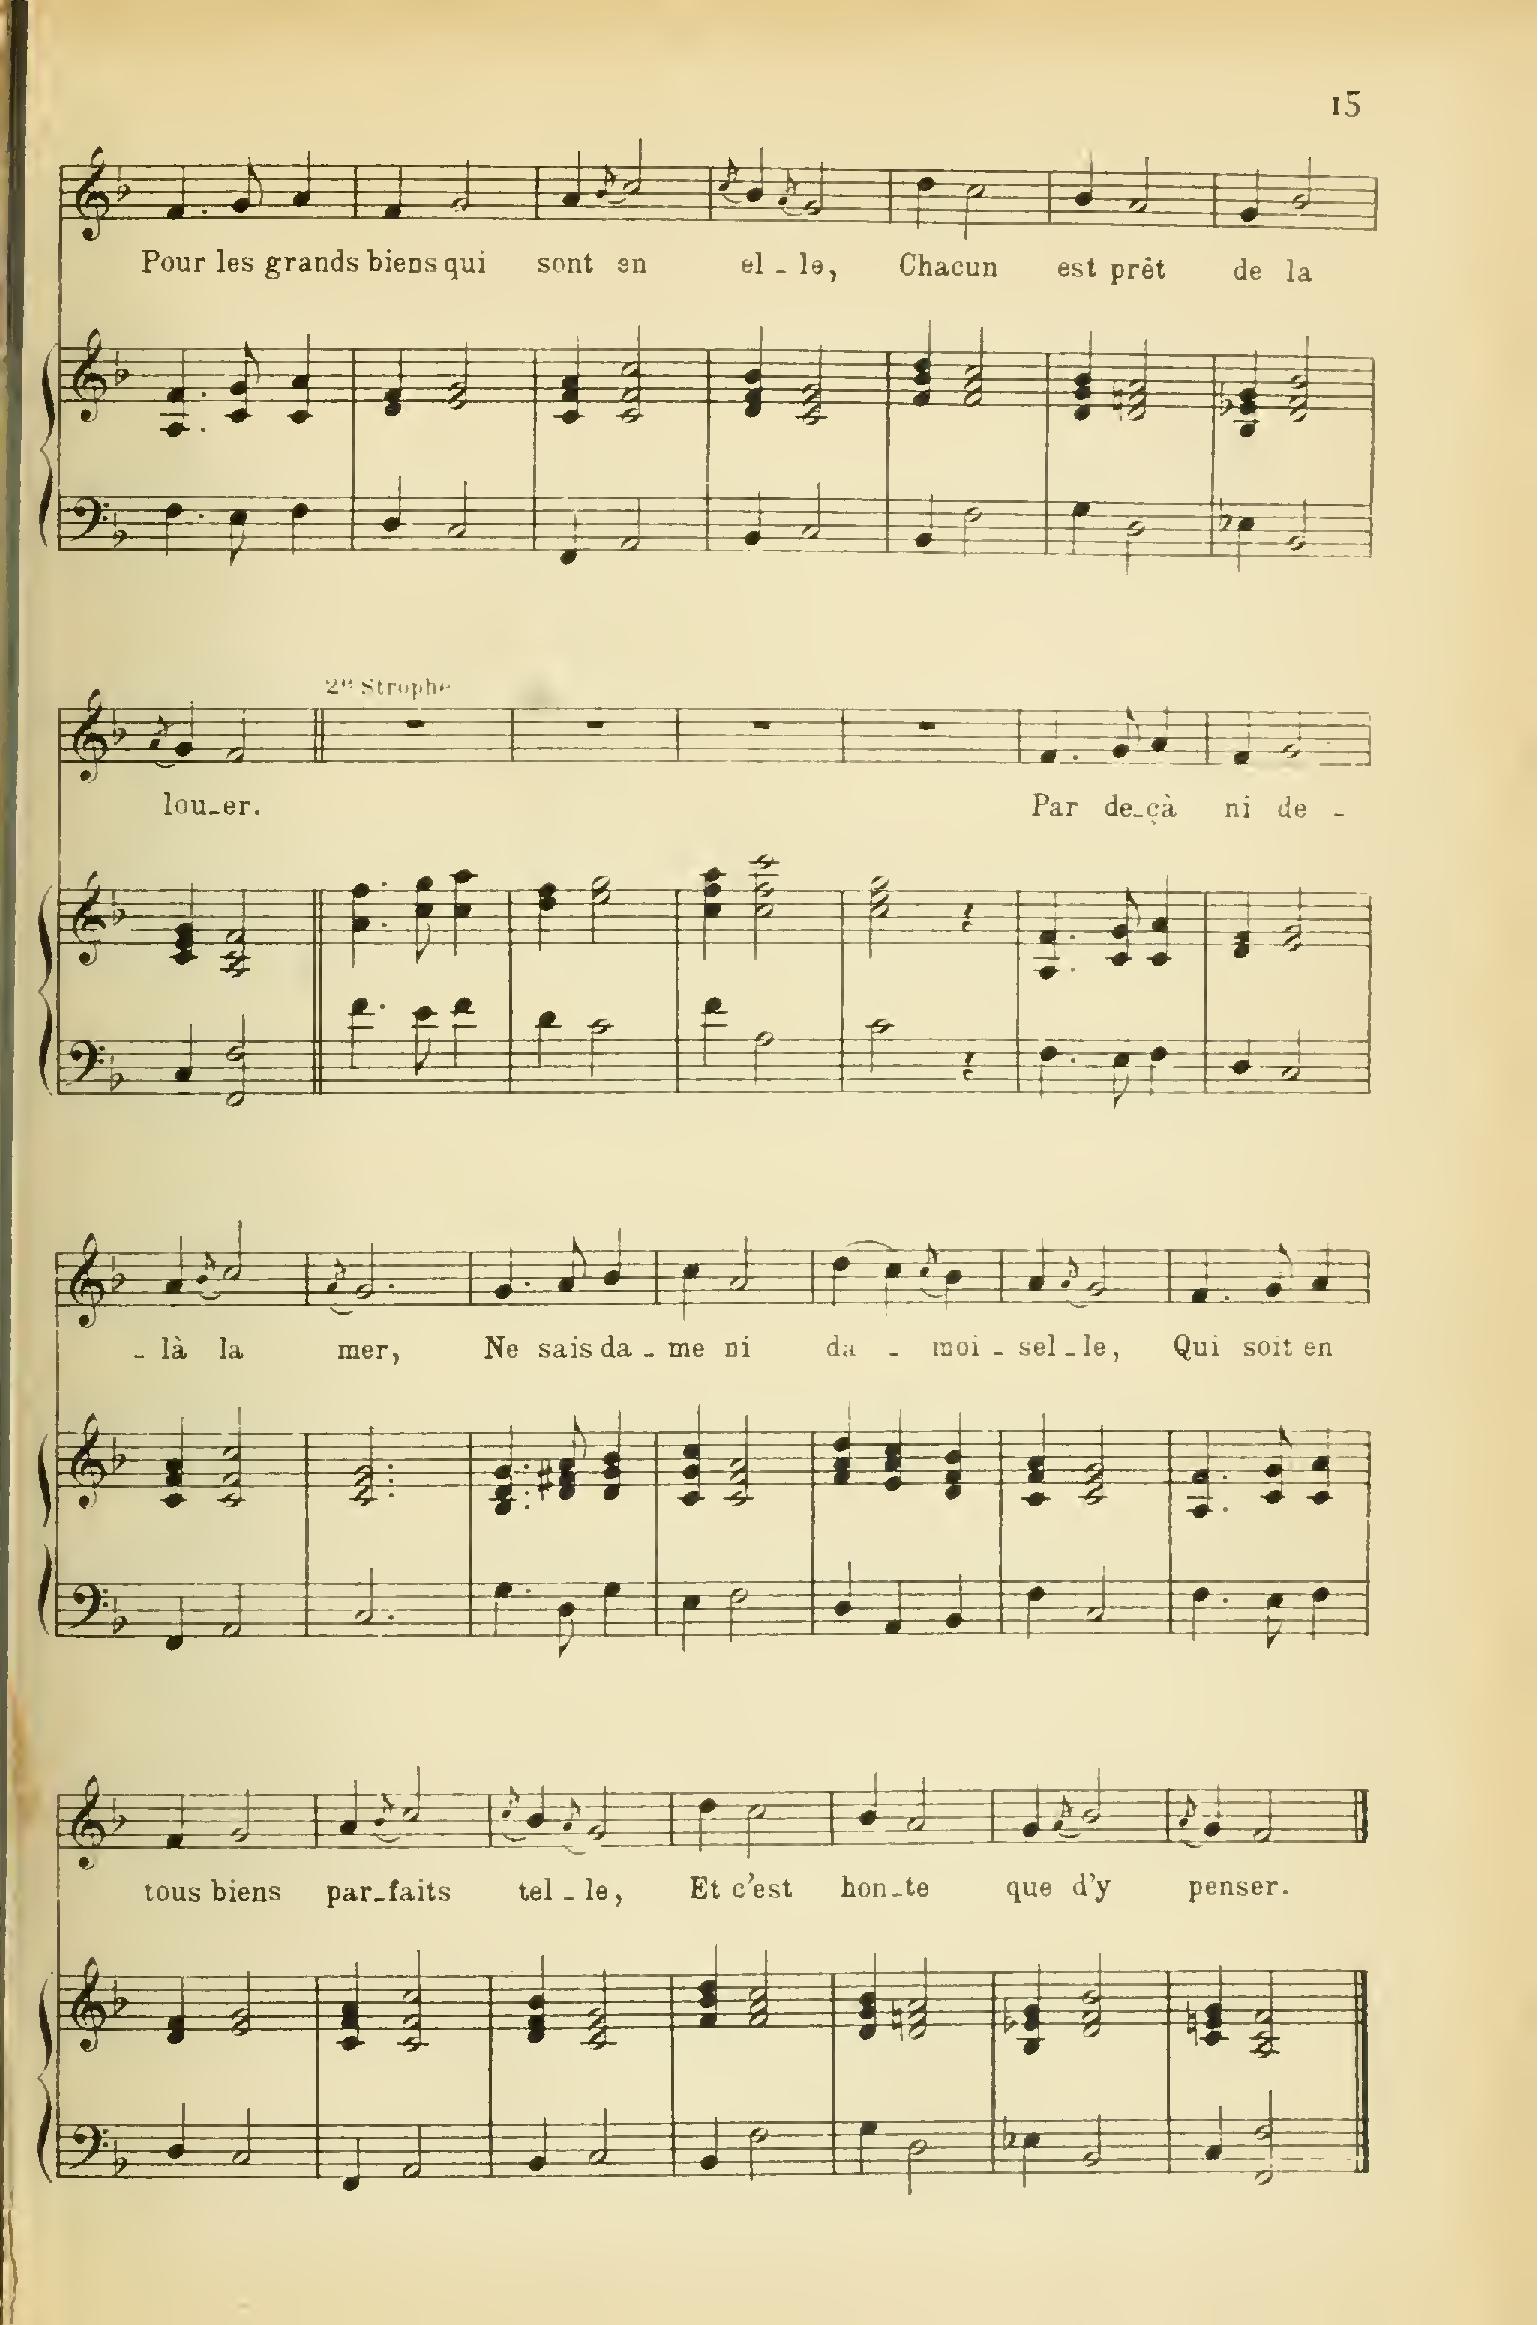 15
Pour les grands biens qui sont en el - le, Chacun est prêt de la
2e Strophe
lou-er. Par de-çà ni de -
- là la mer, Ne sais da - me ni da - moi - sel - le, Qui soit en
tous biens par-faits tel - le, Et c'est hon-te que d'y penser.